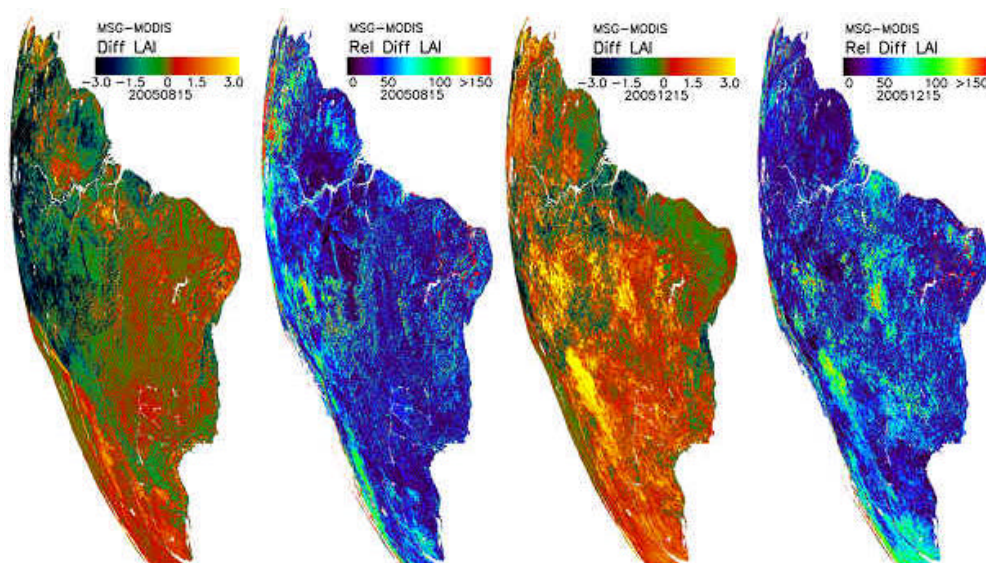 MSG-MODIS
Diff LAI
-3.0 -1.5 0.0 1.5 3.0
20050815
MSG-MODIS
Rel Diff LAI
0 50 100 >150
20050815
MSG-MODIS
Diff LAI
-3.0 -1.5 0.0 1.5 3.0
20051215
MSG-MODIS
Rel Diff LAI
0 50 100 >150
20051215